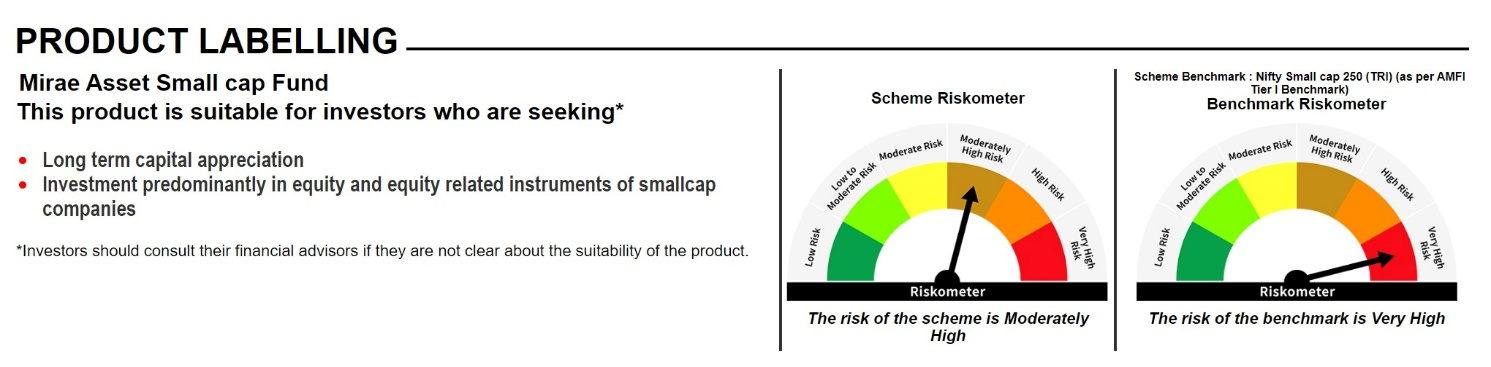 PRODUCT LABELLING
Mirae Asset Small cap Fund
This product is suitable for investors who are seeking*
• Long term capital appreciation
• Investment predominantly in equity and equity related instruments of smallcap
companies
*Investors should consult their financial advisors if they are not clear about the suitability of the product.
Scheme Riskometer
Low Risk
Low to
Moderate Risk
Moderate Risk
Moderately
High Risk
High Risk
Very High
Risk
Riskometer
The risk of the scheme is Moderately
High
Scheme Benchmark : Nifty Small cap 250 (TRI) (as per AMFI
Tier I Benchmark)
Benchmark Riskometer
Low Risk
Low to
Moderate Risk
Moderate Risk
Moderately
High Risk
High Risk
Very High
Risk
Riskometer
The risk of the benchmark is Very High